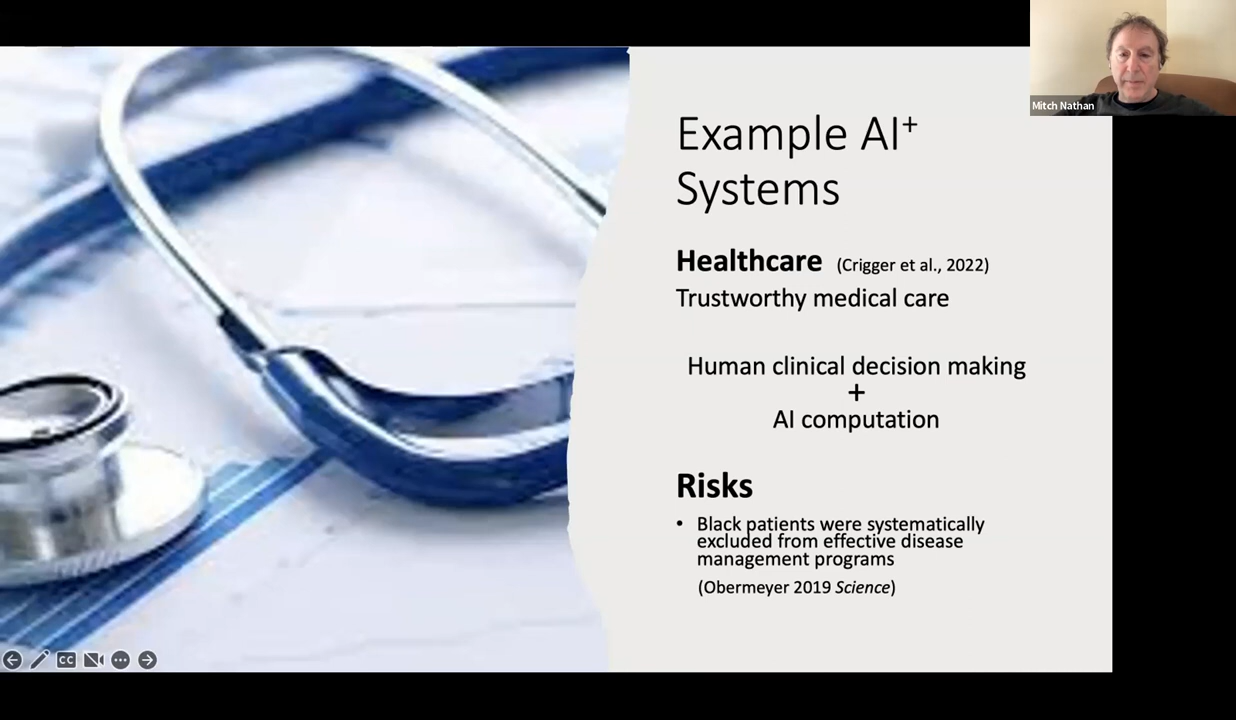 Mitch Nathan
Example AI⁺
Systems
Healthcare (Crigger et al., 2022)
Trustworthy medical care
Human clinical decision making
+
AI computation
Risks
• Black patients were systematically
excluded from effective disease
management programs
(Obermeyer 2019 Science)
CC